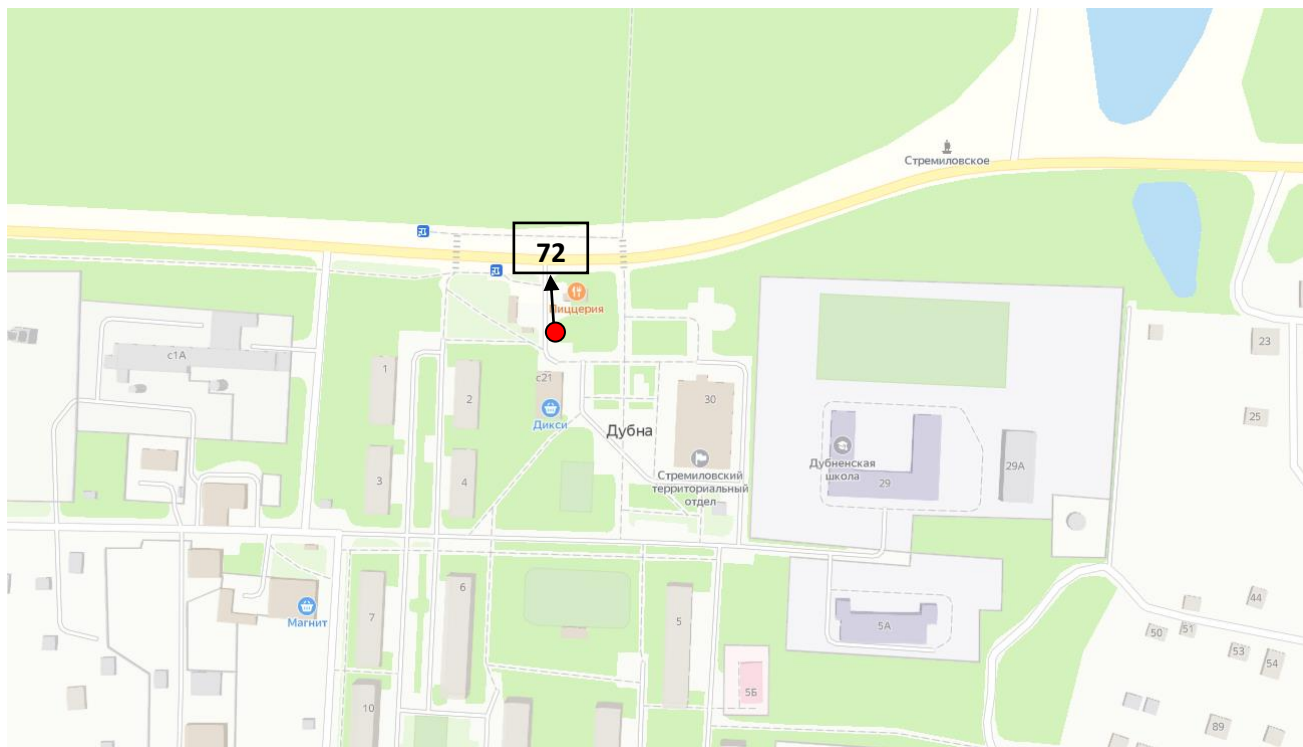 Стремиловское
72
Пиццерия
с1А
1
2
с21
Дикси
30
Дубна
3
4
Стремиловский
территориальный
отдел
Дубненская
школа
29
29А
23
25
Магнит
7
6
5
5А
5Б
10
44
50
51
53
54
89